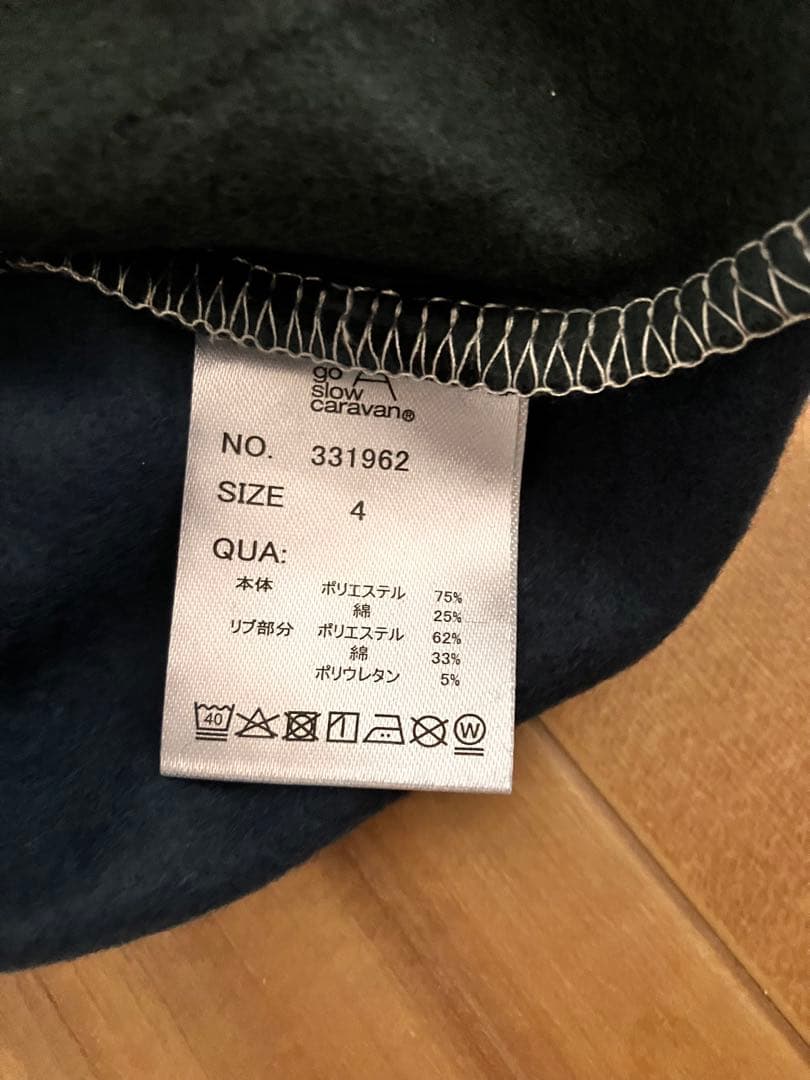 go
slow
caravan®
NO. 331962
SIZE 4
QUA:
本体 ポリエステル 75%
綿 25%
リブ部分 ポリエステル 62%
綿 33%
ポリウレタン 5%
40 W